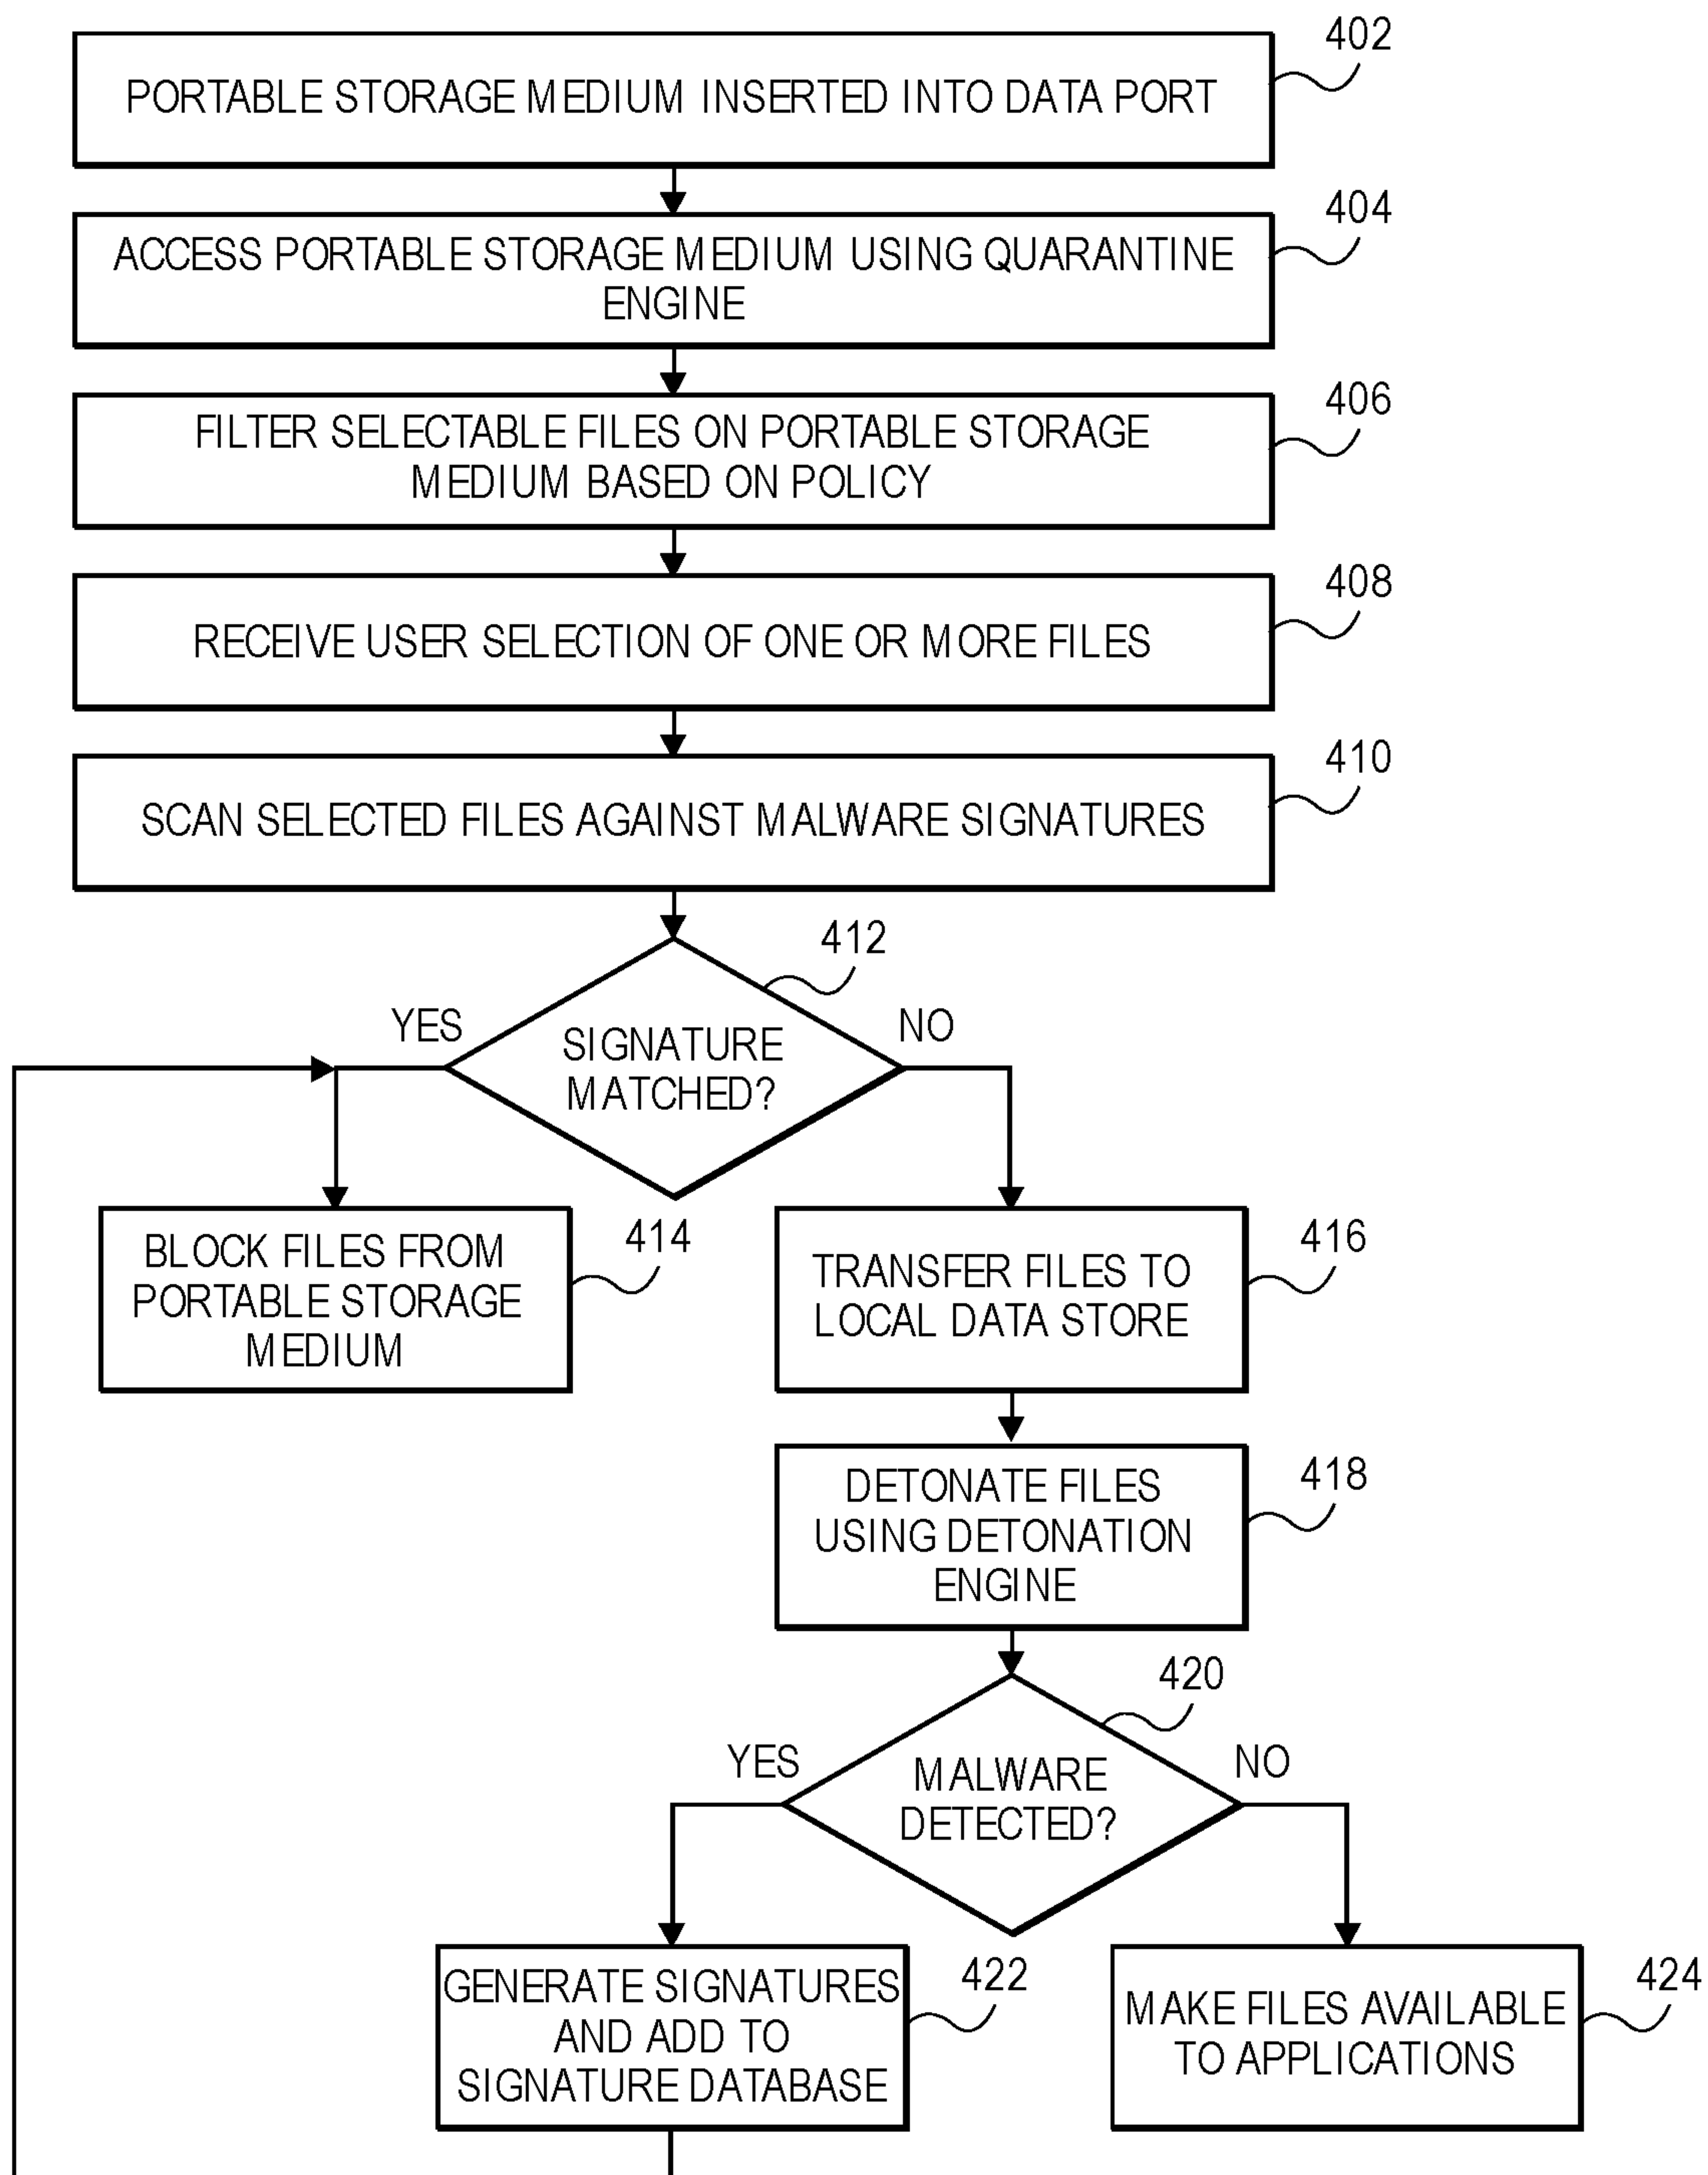 402
PORTABLE STORAGE MEDIUM INSERTED INTO DATA PORT
404
ACCESS PORTABLE STORAGE MEDIUM USING QUARANTINE
ENGINE
406
FILTER SELECTABLE FILES ON PORTABLE STORAGE
MEDIUM BASED ON POLICY
408
RECEIVE USER SELECTION OF ONE OR MORE FILES
410
SCAN SELECTED FILES AGAINST MALWARE SIGNATURES
412
YES
NO
SIGNATURE
MATCHED?
BLOCK FILES FROM
PORTABLE STORAGE
MEDIUM
414
TRANSFER FILES TO
LOCAL DATA STORE
416
DETONATE FILES
USING DETONATION
ENGINE
418
420
YES
NO
MALWARE
DETECTED?
GENERATE SIGNATURES
AND ADD TO
SIGNATURE DATABASE
422
MAKE FILES AVAILABLE
TO APPLICATIONS
424